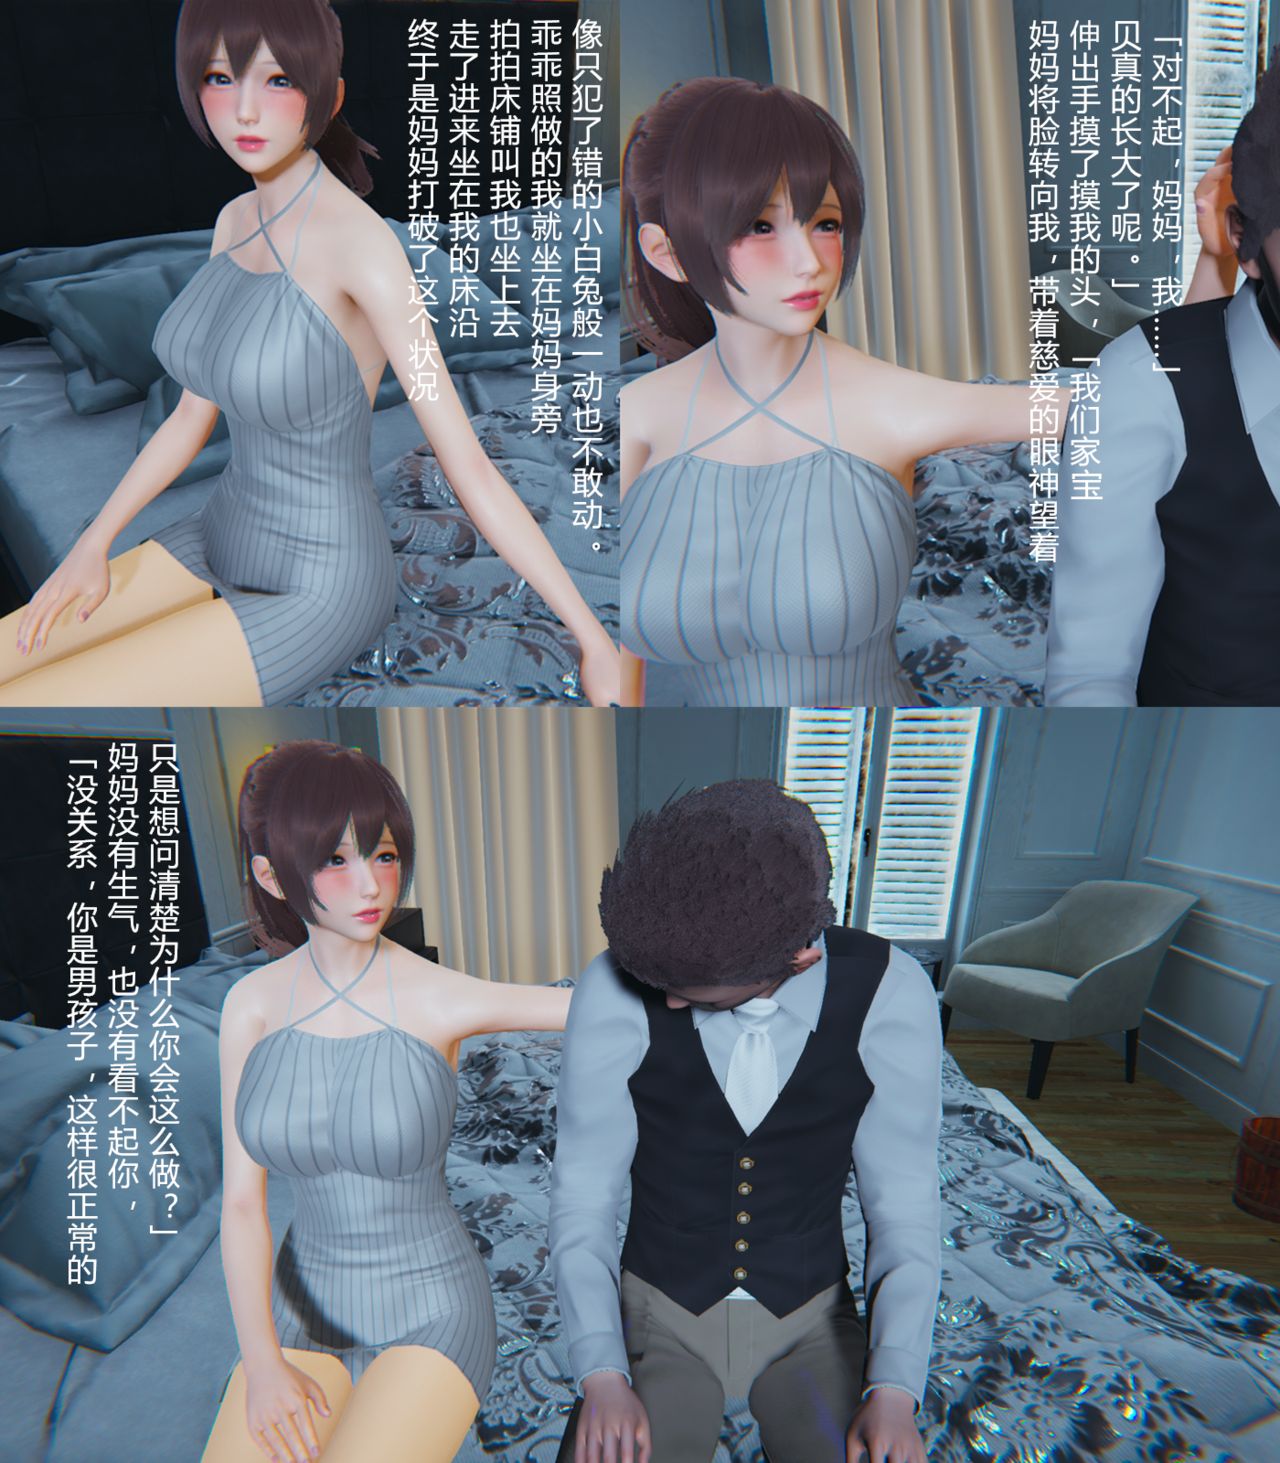 终于是妈妈打破了这个状况
走了进来坐在我的床沿
拍拍床铺叫我也坐上去
乖乖照做的我就坐在妈妈身旁
像只犯了错的小白兔般一动也不敢动。
妈妈将脸转向我，带着慈爱的眼神望着
伸出手摸了摸我的头，「我们家宝
贝真的长大了呢。」
「对不起，妈妈，我……」
「没关系，你是男孩子，这样很正常的
妈妈没有生气，也没有看不起你，
只是想问清楚为什么你会这么做？」